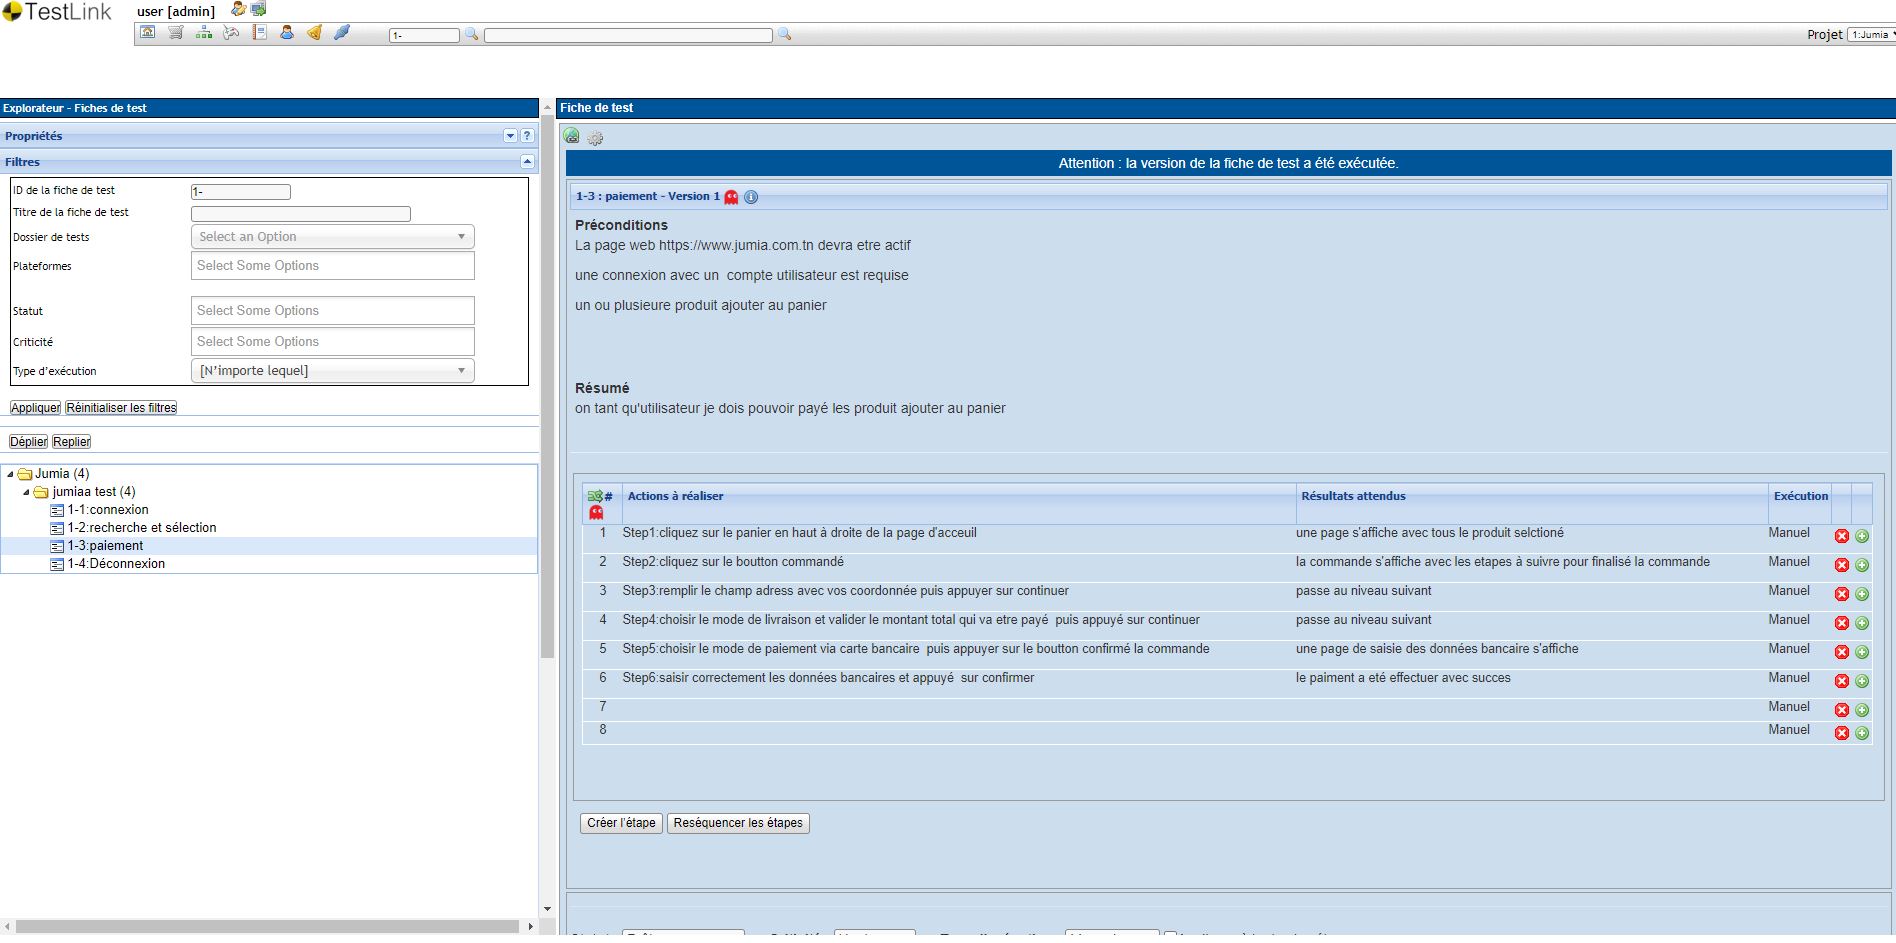 TestLink
user [admin]
1-
Projet 1:Jumia
Explorateur - Fiches de test
Propriétés
?
Filtres
ID de la fiche de test 1-
Titre de la fiche de test
Dossier de tests Select an Option
Plateformes Select Some Options
Statut Select Some Options
Criticité Select Some Options
Type d'exécution [N'importe lequel]
Appliquer Réinitialiser les filtres
Déplier Replier
Jumia (4)
jumiaa test (4)
1-1:connexion
1-2:recherche et sélection
1-3:paiement
1-4:Déconnexion
Fiche de test
Attention : la version de la fiche de test a été exécutée.
1-3 : paiement - Version 1
Préconditions
La page web https://www.jumia.com.tn devra etre actif
une connexion avec un  compte utilisateur est requise
un ou plusieure produit ajouter au panier
Résumé
on tant qu'utilisateur je dois pouvoir payé les produit ajouter au panier
# Actions à réaliser Résultats attendus Exécution
1 Step1:cliquez sur le panier en haut à droite de la page d'acceuil une page s'affiche avec tous le produit selctioné Manuel
2 Step2:cliquez sur le boutton commandé la commande s'affiche avec les etapes à suivre pour finalisé la commande Manuel
3 Step3:remplir le champ adress avec vos coordonnée puis appuyer sur continuer passe au niveau suivant Manuel
4 Step4:choisir le mode de livraison et valider le montant total qui va etre payé  puis appuyé sur continuer passe au niveau suivant Manuel
5 Step5:choisir le mode de paiement via carte bancaire  puis appuyer sur le boutton confirmé la commande une page de saisie des données bancaire s'affiche Manuel
6 Step6:saisir correctement les données bancaires et appuyé  sur confirmer le paiment a eté effectuer avec succes Manuel
7 Manuel
8 Manuel
Créer l'étape Reséquencer les étapes